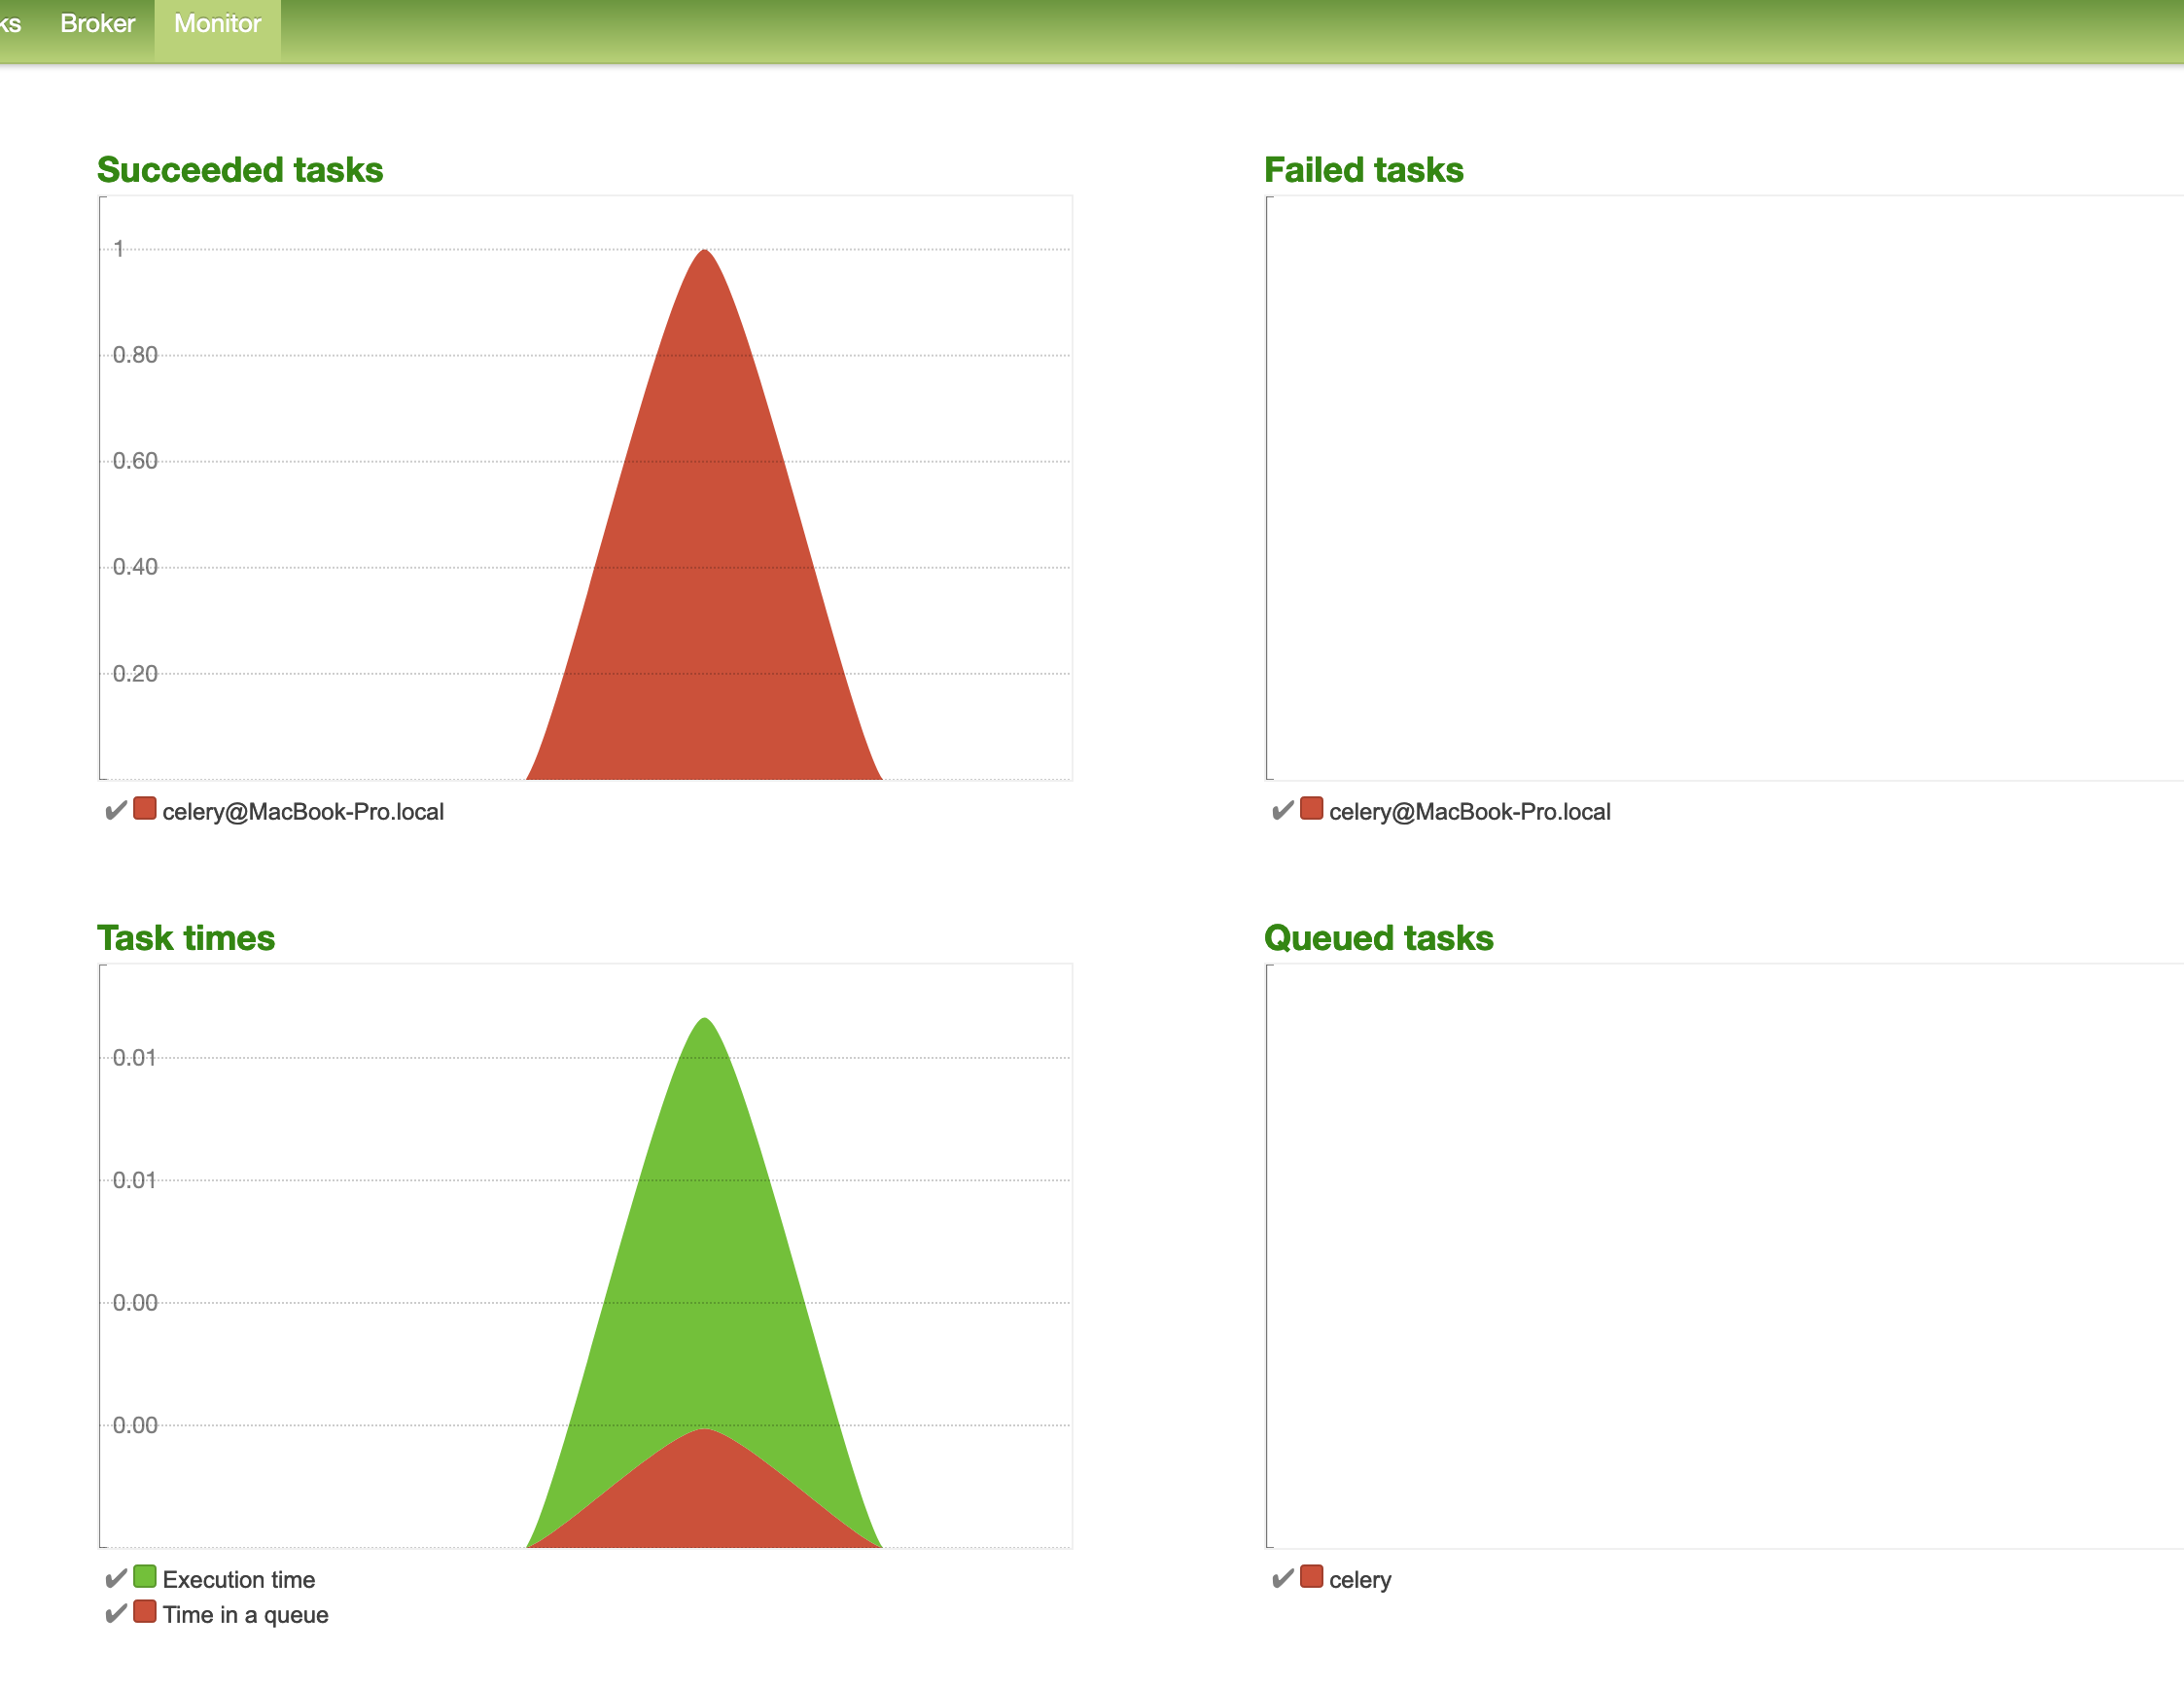 ks Broker Monitor
Succeeded tasks
1
0.80
0.60
0.40
0.20
celery@MacBook-Pro.local
Failed tasks
celery@MacBook-Pro.local
Task times
0.01
0.01
0.00
0.00
Execution time
Time in a queue
Queued tasks
celery